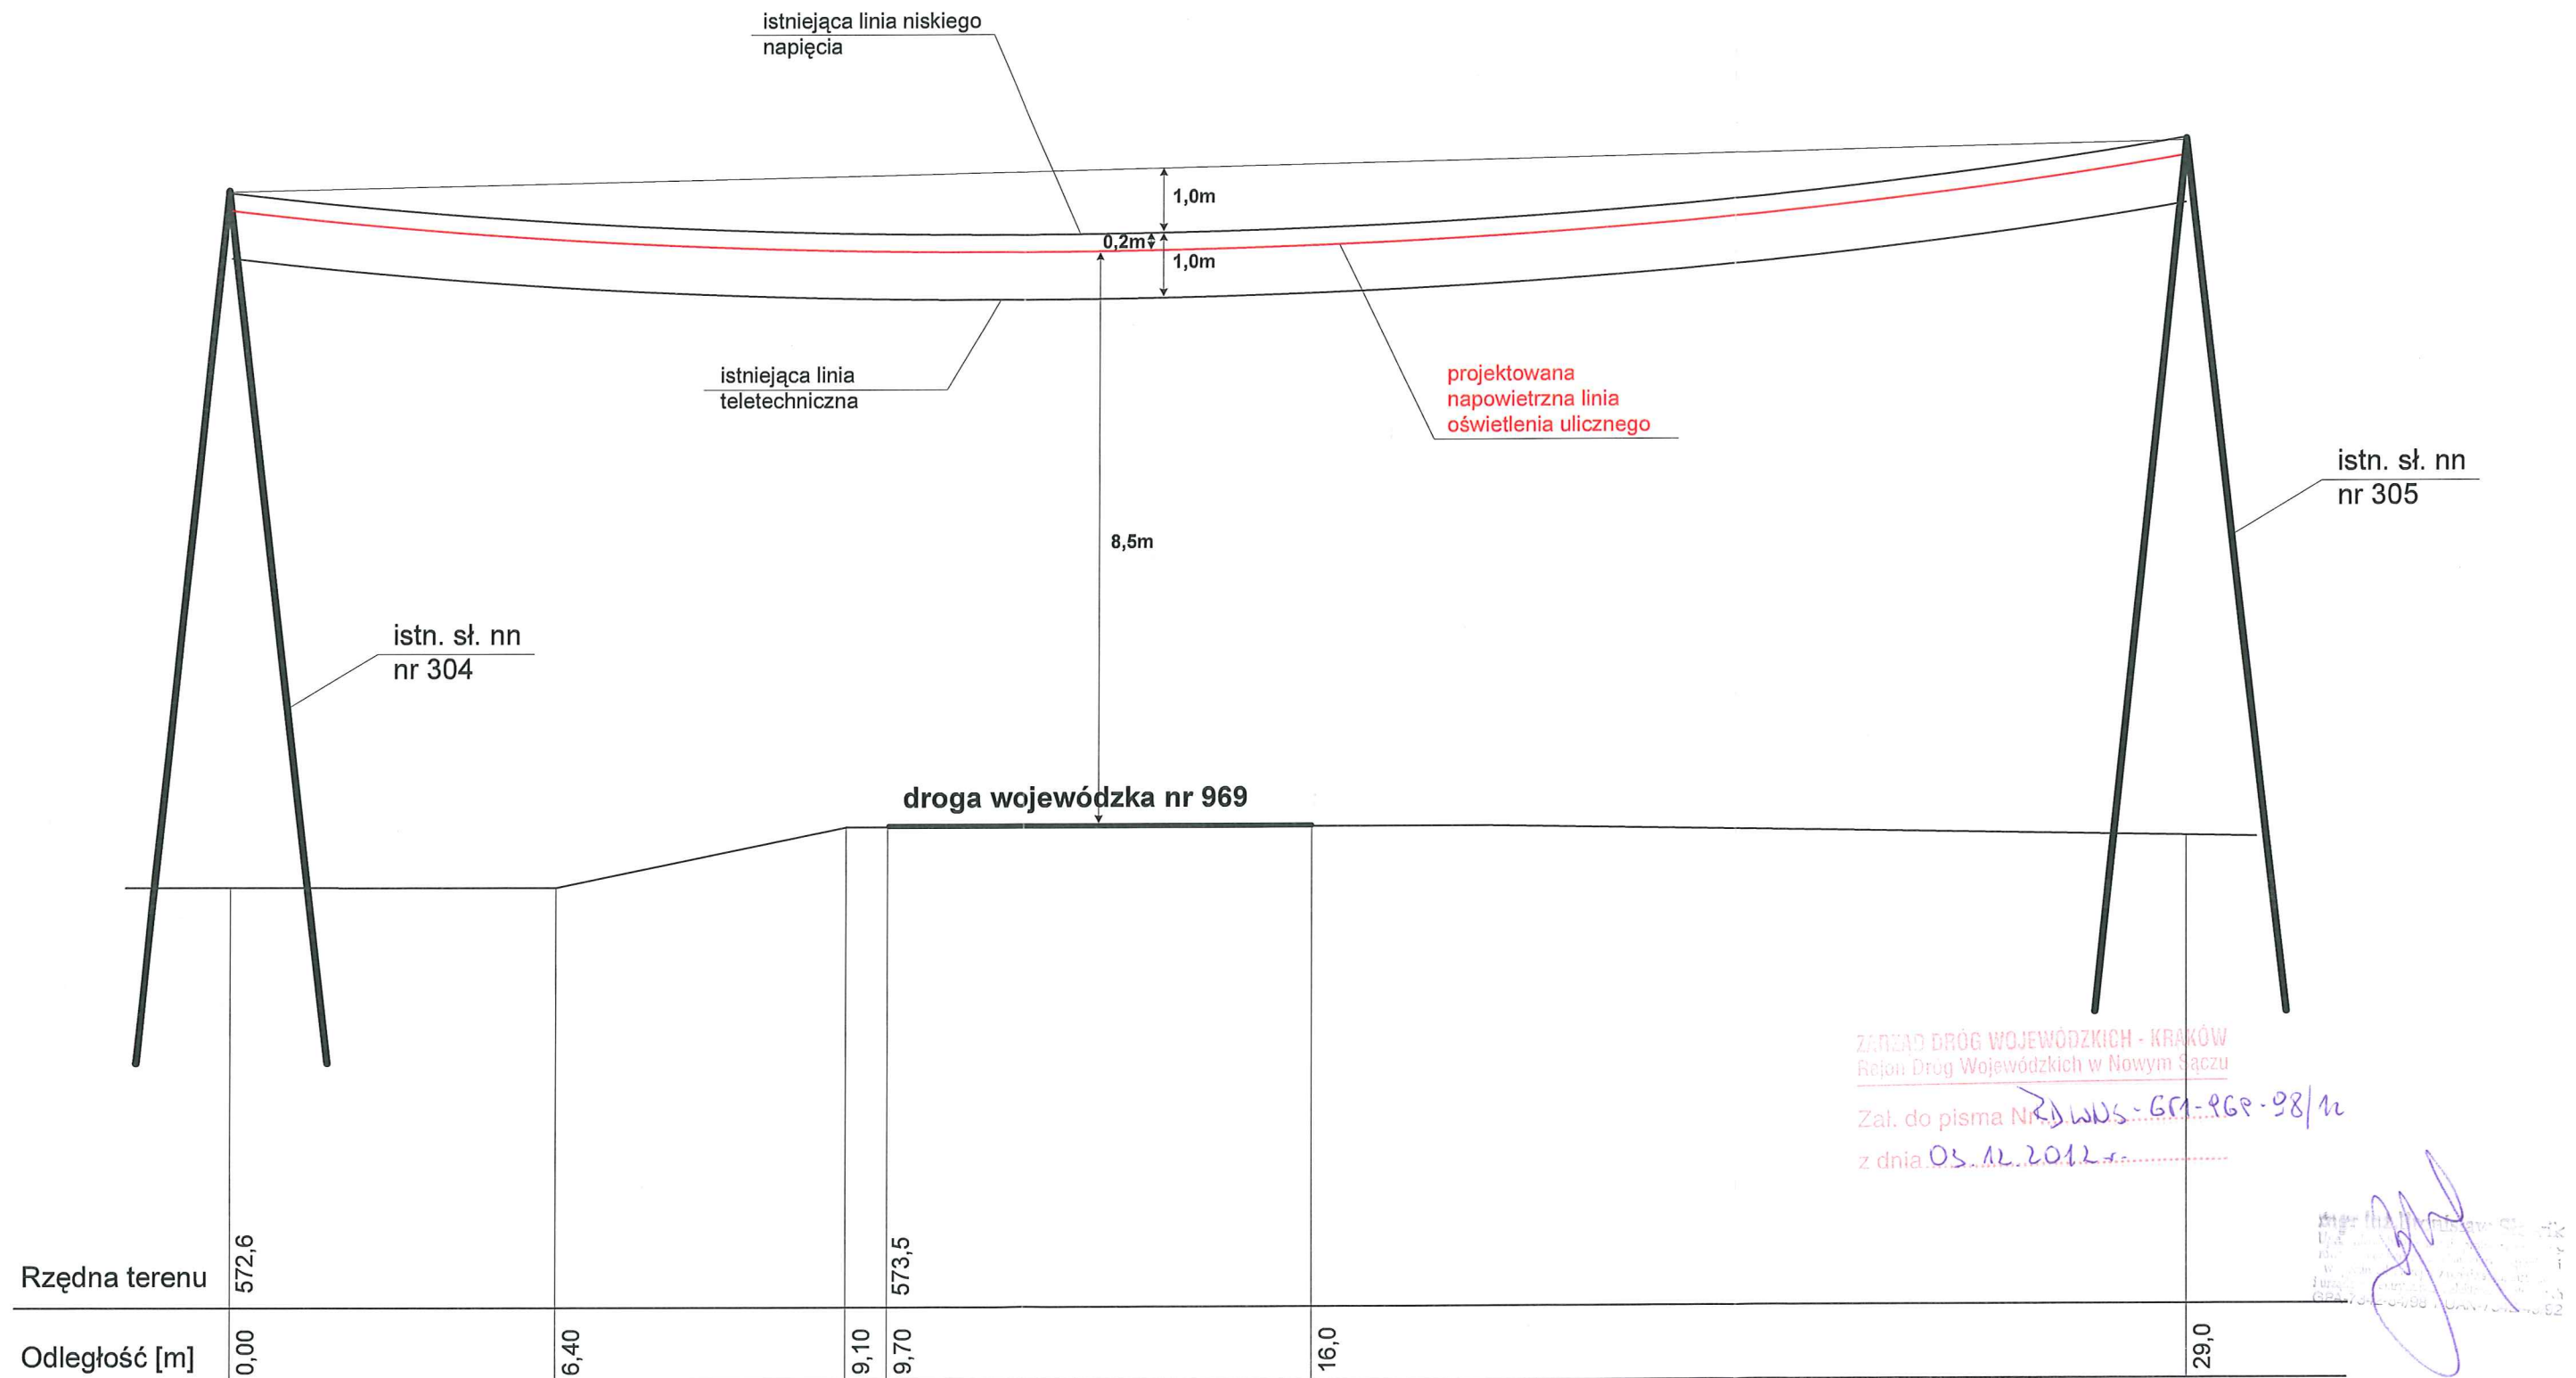 istniejąca linia niskiego
napięcia
1,0m
0,2m
1,0m
istniejąca linia
teletechniczna
projektowana
napowietrzna linia
oświetlenia ulicznego
istn. sł. nn
nr 305
8,5m
istn. sł. nn
nr 304
droga wojewódzka nr 969
ZARZĄD DRÓG WOJEWÓDZKICH - KRAKÓW
Rejon Dróg Wojewódzkich w Nowym Sączu
Zał. do pisma Nr
z dnia 03.12.2012 r.
mgr inż.
Rzędna terenu
572,6
573,5
Odległość [m]
0,00
6,40
9,10
9,70
16,0
29,0